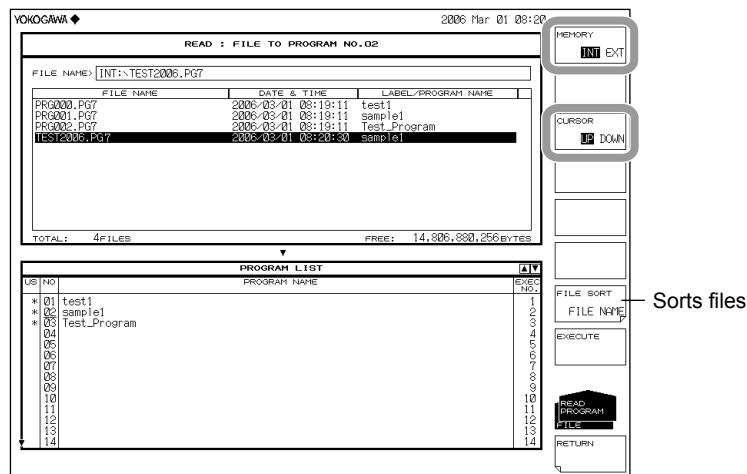 YOKOGAWA ◆ 2006 Mar 01 08:20
READ : FILE TO PROGRAM NO.02
FILE NAME> INT:\TEST2006.PG7
FILE NAME DATE & TIME LABEL/PROGRAM NAME
PRG000.PG7 2006/03/01 08:19:11 test1
PRG001.PG7 2006/03/01 08:19:11 sample1
PRG002.PG7 2006/03/01 08:19:11 Test_Program
TEST2006.PG7 2006/03/01 08:20:30 sample1
TOTAL: 4FILES FREE: 14,806,880,256BYTES
▼
PROGRAM LIST ▲▼
US NO PROGRAM NAME EXEC NO.
* 01 test1 1
* 02 sample1 2
* 03 Test_Program 3
04 4
05 5
06 6
07 7
08 8
09 9
10 10
11 11
12 12
13 13
14 14
MEMORY
INT EXT
CURSOR
UP DOWN
FILE SORT
FILE NAME
Sorts files
EXECUTE
READ
PROGRAM
FILE
RETURN